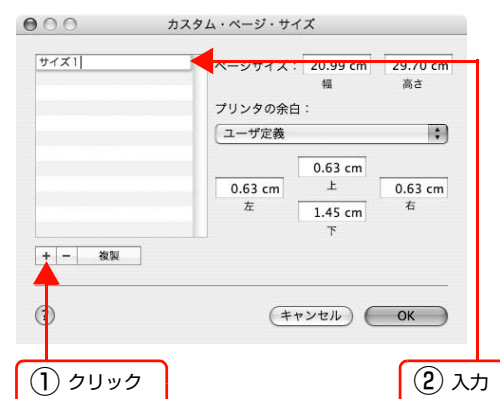 カスタム・ページ・サイズ
サイズ1
ページサイズ： 20.99 cm 29.70 cm
幅 高さ
プリンタの余白：
ユーザ定義
0.63 cm
上
0.63 cm 0.63 cm
左 右
1.45 cm
下
+ − 複製
? キャンセル OK
① クリック ② 入力